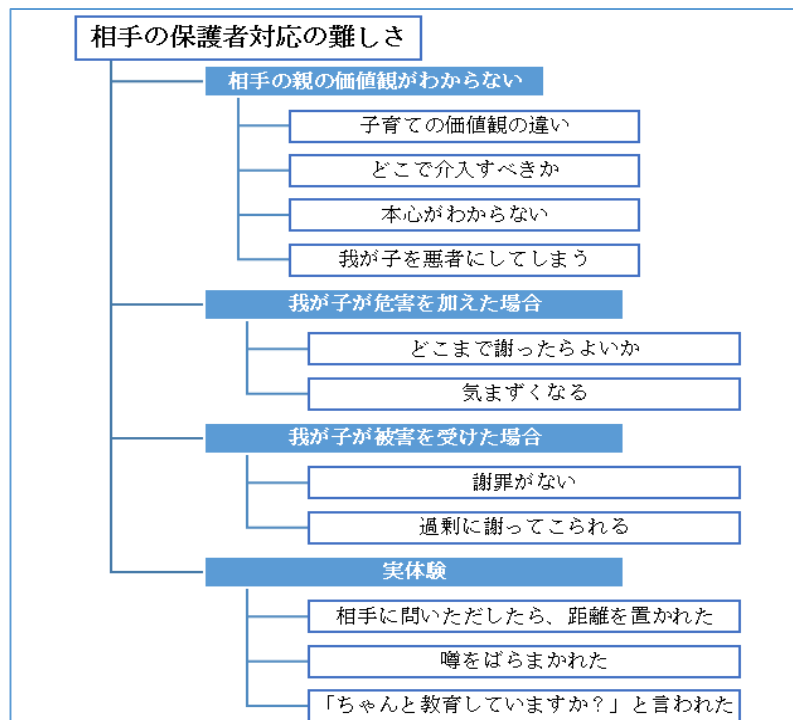 相手の保護者対応の難しさ
相手の親の価値観がわからない
子育ての価値観の違い
どこで介入すべきか
本心がわからない
我が子を悪者にしてしまう
我が子が危害を加えた場合
どこまで謝ったらよいか
気まずくなる
我が子が被害を受けた場合
謝罪がない
過剰に謝ってこられる
実体験
相手に問いただしたら、距離を置かれた
噂をばらまかれた
「ちゃんと教育していますか？」と言われた